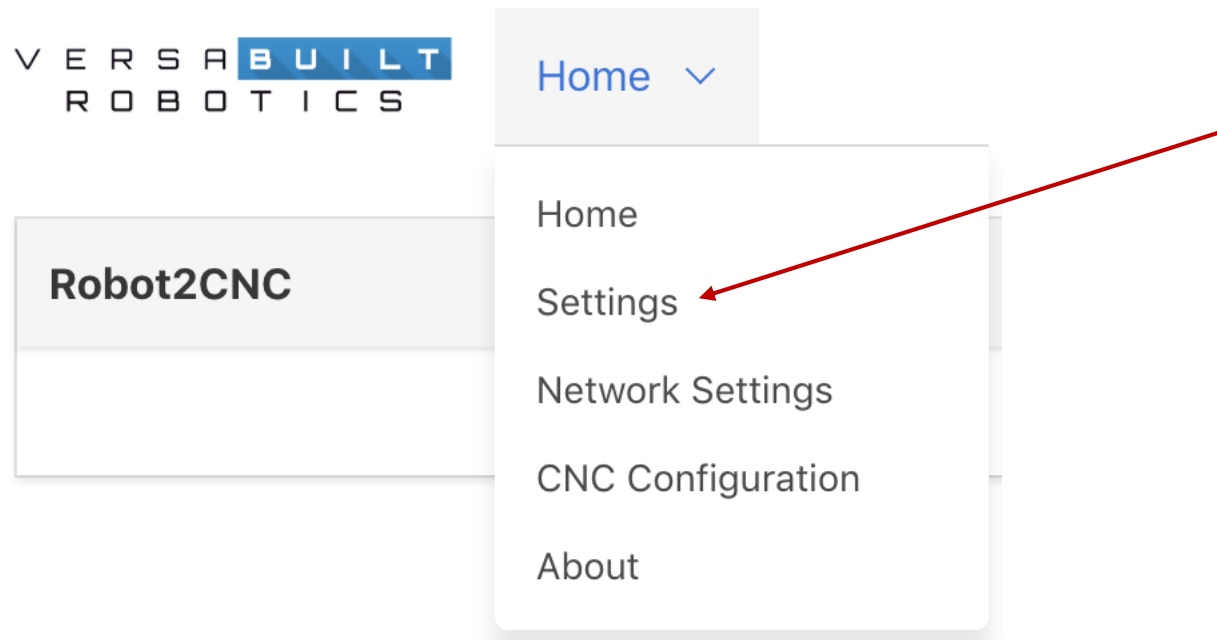 VERSABUILT
ROBOTICS
Home
Home
Robot2CNC
Settings
Network Settings
CNC Configuration
About